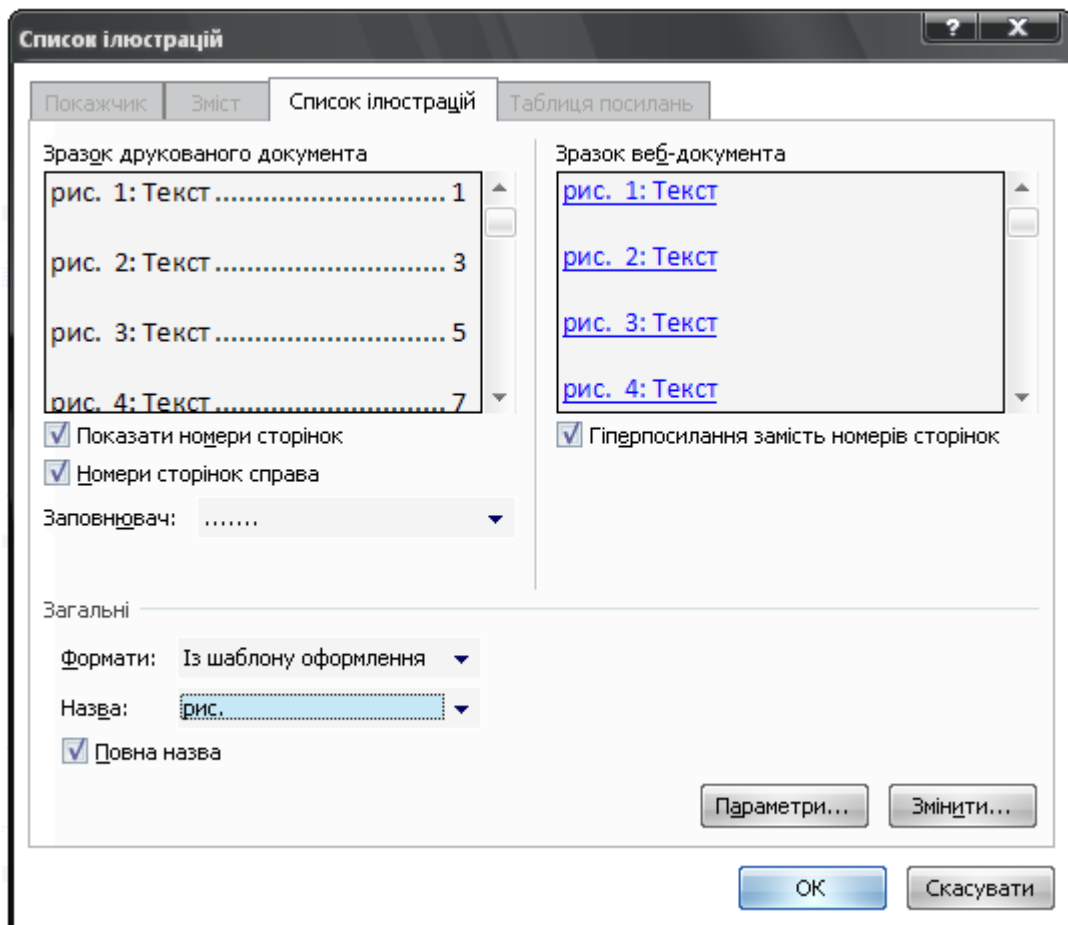 Список ілюстрацій
Покажчик Зміст Список ілюстрацій Таблиця посилань
Зразок друкованого документа
рис. 1: Текст............................ 1
рис. 2: Текст............................ 3
рис. 3: Текст............................ 5
рис. 4: Текст............................ 7
Показати номери сторінок
Номери сторінок справа
Заповнювач: .......
Зразок веб-документа
рис. 1: Текст
рис. 2: Текст
рис. 3: Текст
рис. 4: Текст
Гіперпосилання замість номерів сторінок
Загальні
Формати: Із шаблону оформлення
Назва: рис.
Повна назва
Параметри... Змінити...
ОК Скасувати